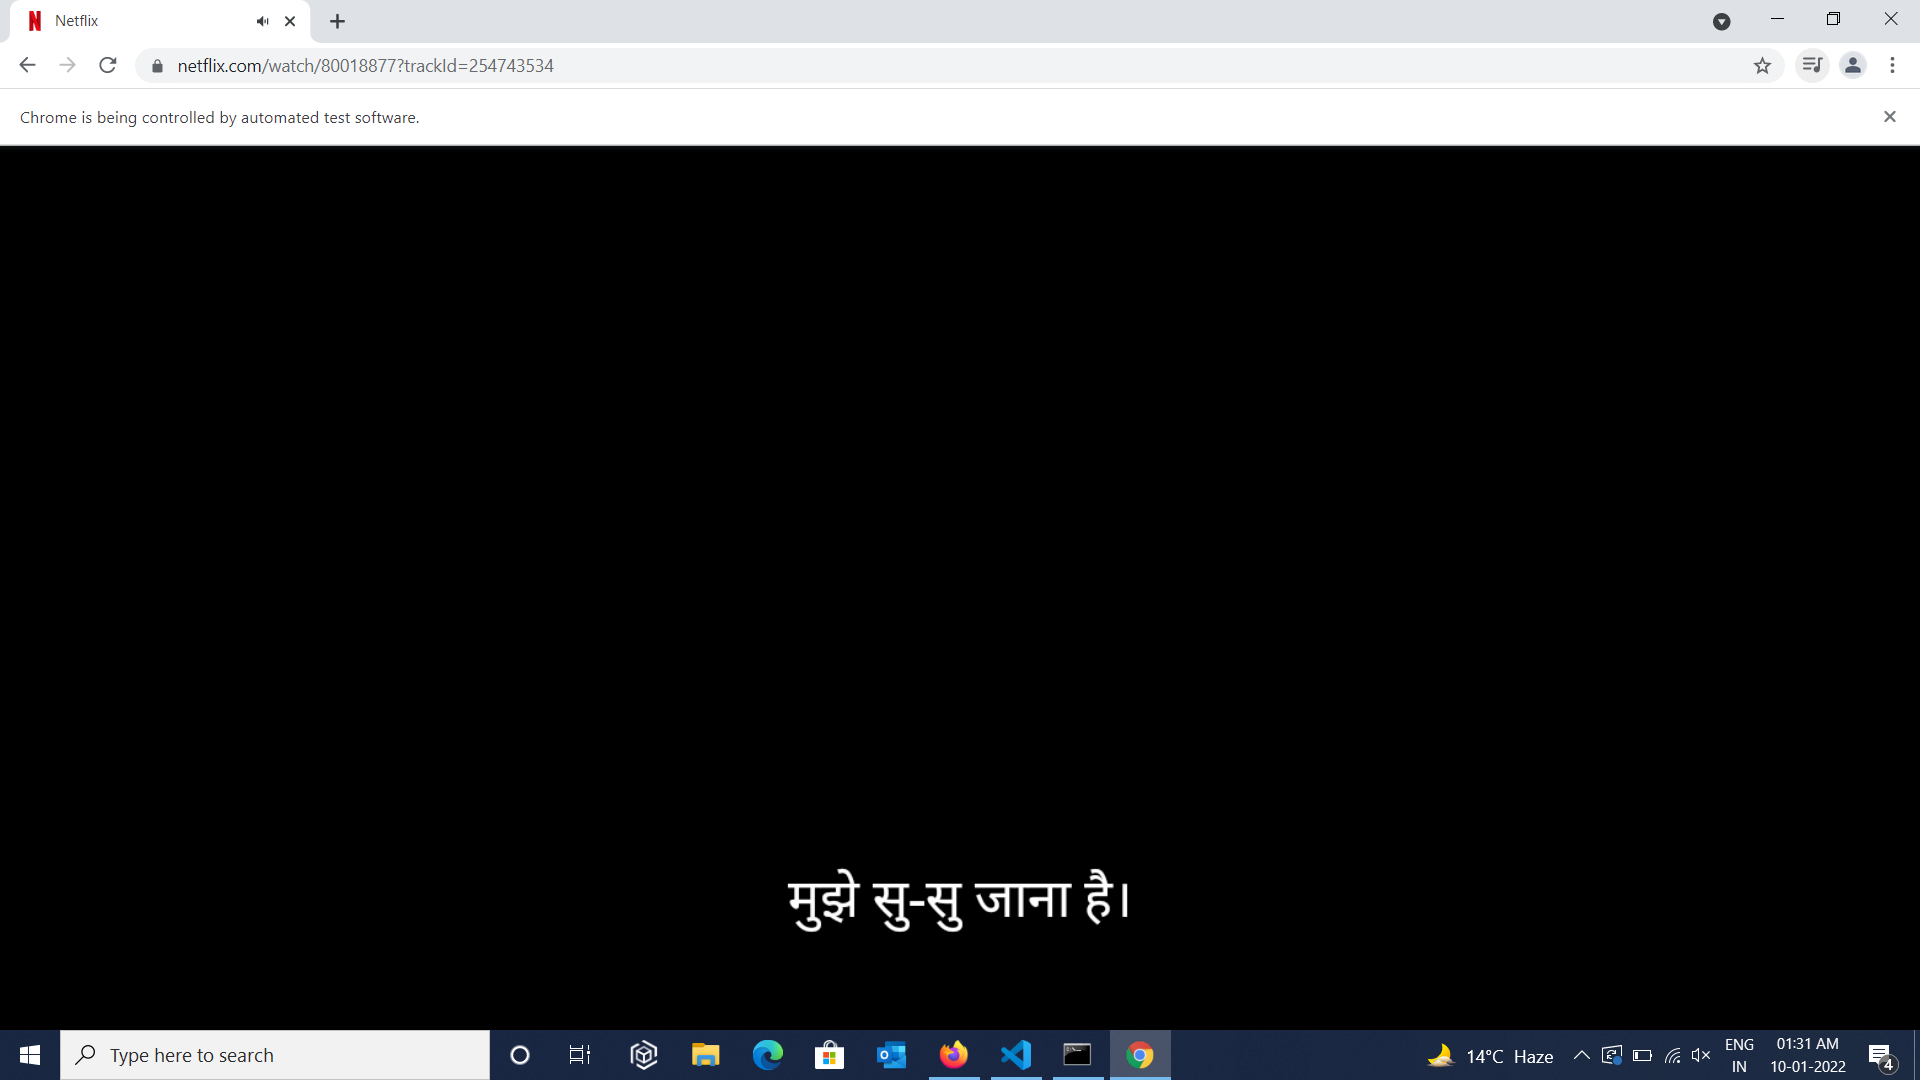 Netflix
netflix.com/watch/80018877?trackId=254743534
Chrome is being controlled by automated test software.
मुझे सु-सु जाना है।
Type here to search
14°C Haze
ENG
IN
01:31 AM
10-01-2022
4